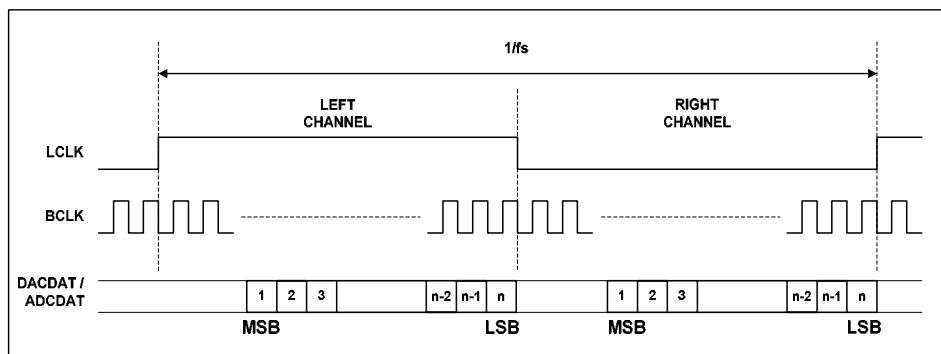 1/fs
LEFT
CHANNEL
RIGHT
CHANNEL
LCLK
BCLK
DACDAT /
ADCDAT
1 2 3 n-2 n-1 n 1 2 3 n-2 n-1 n
MSB LSB MSB LSB